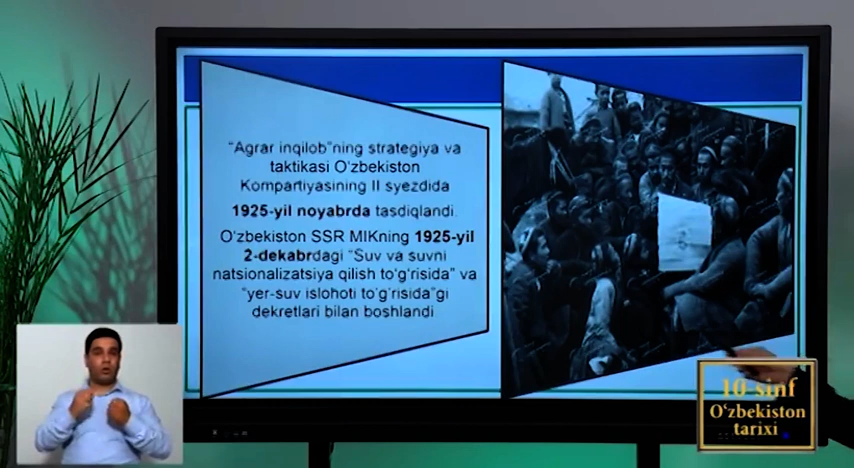 "Agrar inqilob"ning strategiya va
taktikasi O'zbekiston
Kompartiyasining II syezdida
1925-yil noyabrda tasdiqlandi.
O'zbekiston SSR MIKning 1925-yil
2-dekabrdagi "Suv va suvni
natsionalizatsiya qilish to'g'risida" va
"yer-suv islohoti to'g'risida"gi
dekretlari bilan boshlandi
10-sinf
O'zbekiston
tarixi